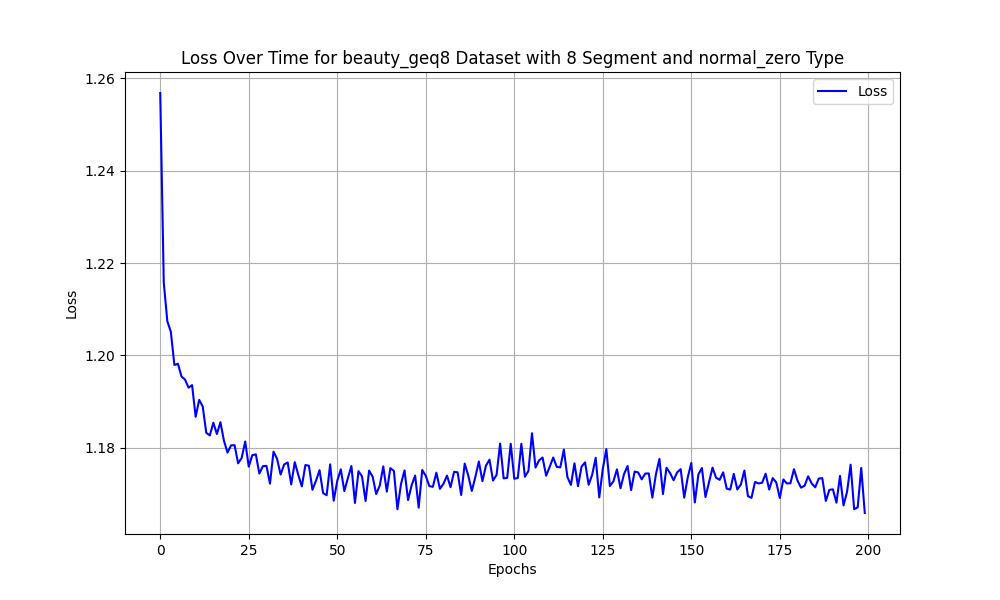 Loss Over Time for beauty_geq8 Dataset with 8 Segment and normal_zero Type
Loss
1.26
1.24
1.22
1.20
1.18
Loss
0 25 50 75 100 125 150 175 200
Epochs